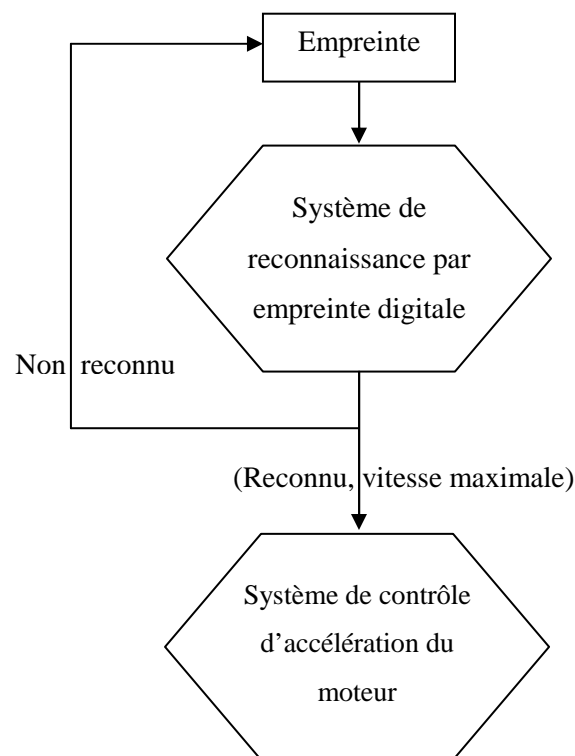 Empreinte
Système de
reconnaissance par
empreinte digitale
Non reconnu
(Reconnu, vitesse maximale)
Système de contrôle
d’accélération du
moteur